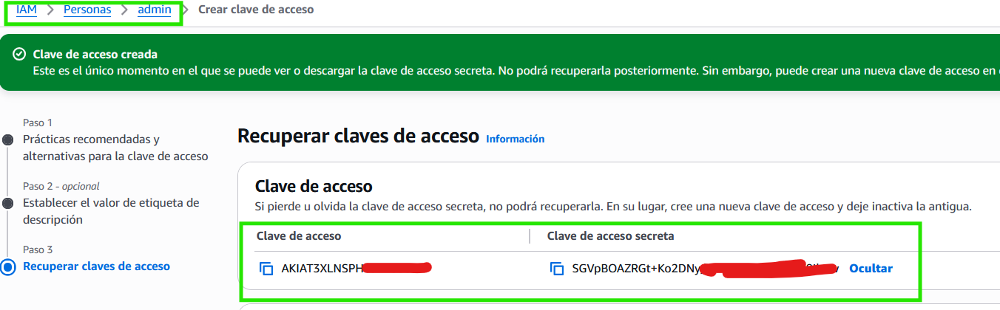 IAM > Personas > admin > Crear clave de acceso
Clave de acceso creada
Este es el único momento en el que se puede ver o descargar la clave de acceso secreta. No podrá recuperarla posteriormente. Sin embargo, puede crear una nueva clave de acceso en
Paso 1
Prácticas recomendadas y
alternativas para la clave de acceso
Paso 2 - opcional
Establecer el valor de etiqueta de
descripción
Paso 3
Recuperar claves de acceso
Recuperar claves de acceso Información
Clave de acceso
Si pierde u olvida la clave de acceso secreta, no podrá recuperarla. En su lugar, cree una nueva clave de acceso y deje inactiva la antigua.
Clave de acceso | Clave de acceso secreta
AKIAT3XLNSPH SGVpBOAZRGt+Ko2DNy Ocultar